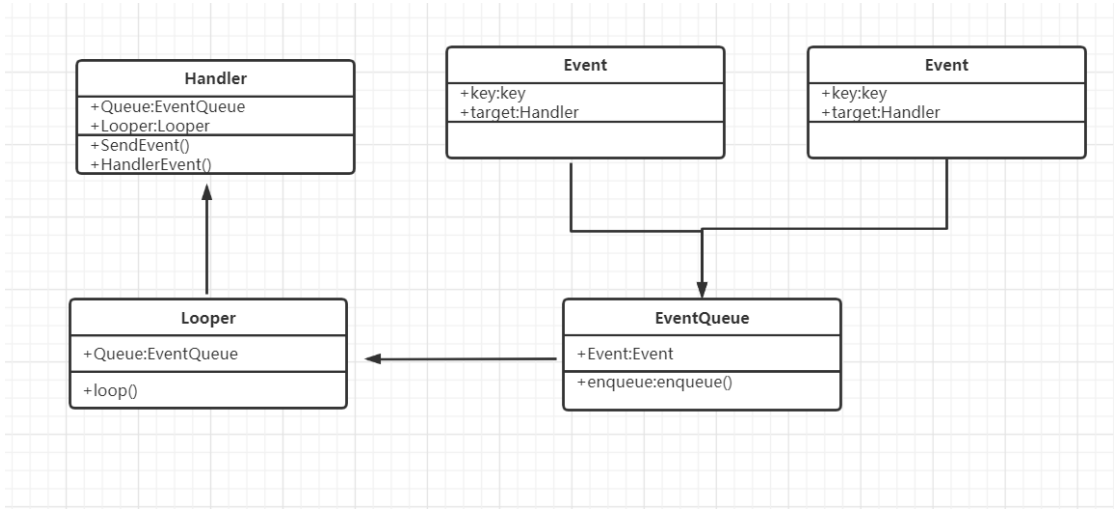 Handler
+Queue:EventQueue
+Looper:Looper
+SendEvent()
+HandlerEvent()
Event
+key:key
+target:Handler
Event
+key:key
+target:Handler
Looper
+Queue:EventQueue
+loop()
EventQueue
+Event:Event
+enqueue:enqueue()